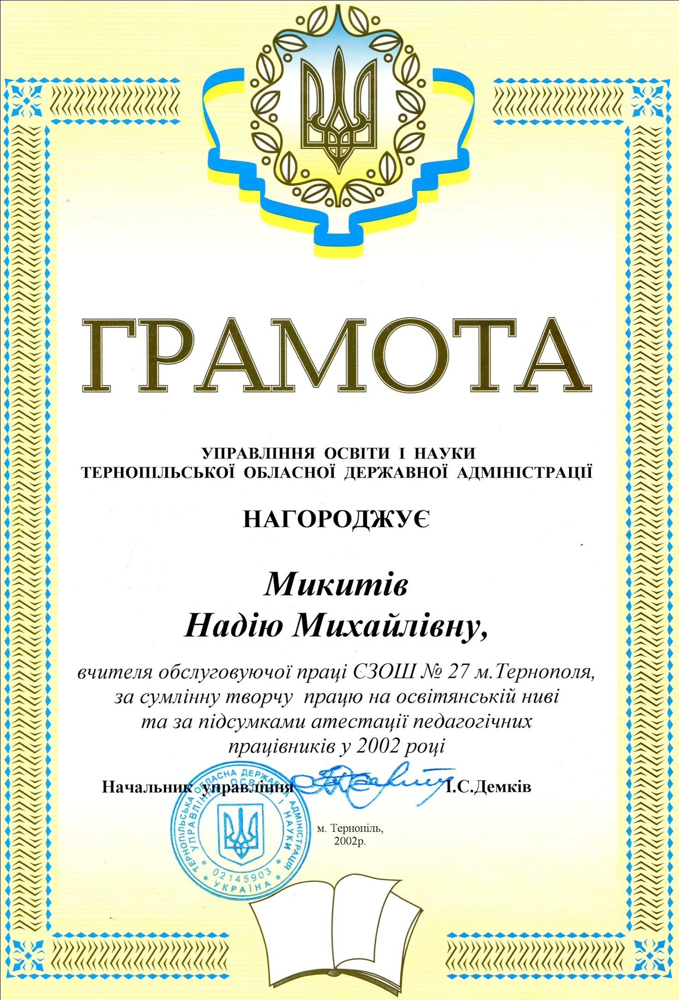 ГРАМОТА
УПРАВЛІННЯ ОСВІТИ І НАУКИ
ТЕРНОПІЛЬСЬКОЇ ОБЛАСНОЇ ДЕРЖАВНОЇ АДМІНІСТРАЦІЇ
НАГОРОДЖУЄ
Микитів
Надію Михайлівну,
вчителя обслуговуючої праці ЄЗОШ № 27 м.Тернополя,
за сумлінну творчу працю на освітянській ниві
та за підсумками атестації педагогічних
працівників у 2002 році
Начальник управління І.С.Демків
ТЕРНОПІЛЬСЬКА ОБЛАСНА ДЕРЖАВНА АДМІНІСТРАЦІЯ
УПРАВЛІННЯ ОСВІТИ І НАУКИ
* 02145903 *
* УКРАЇНА *
м. Тернопіль,
2002р.